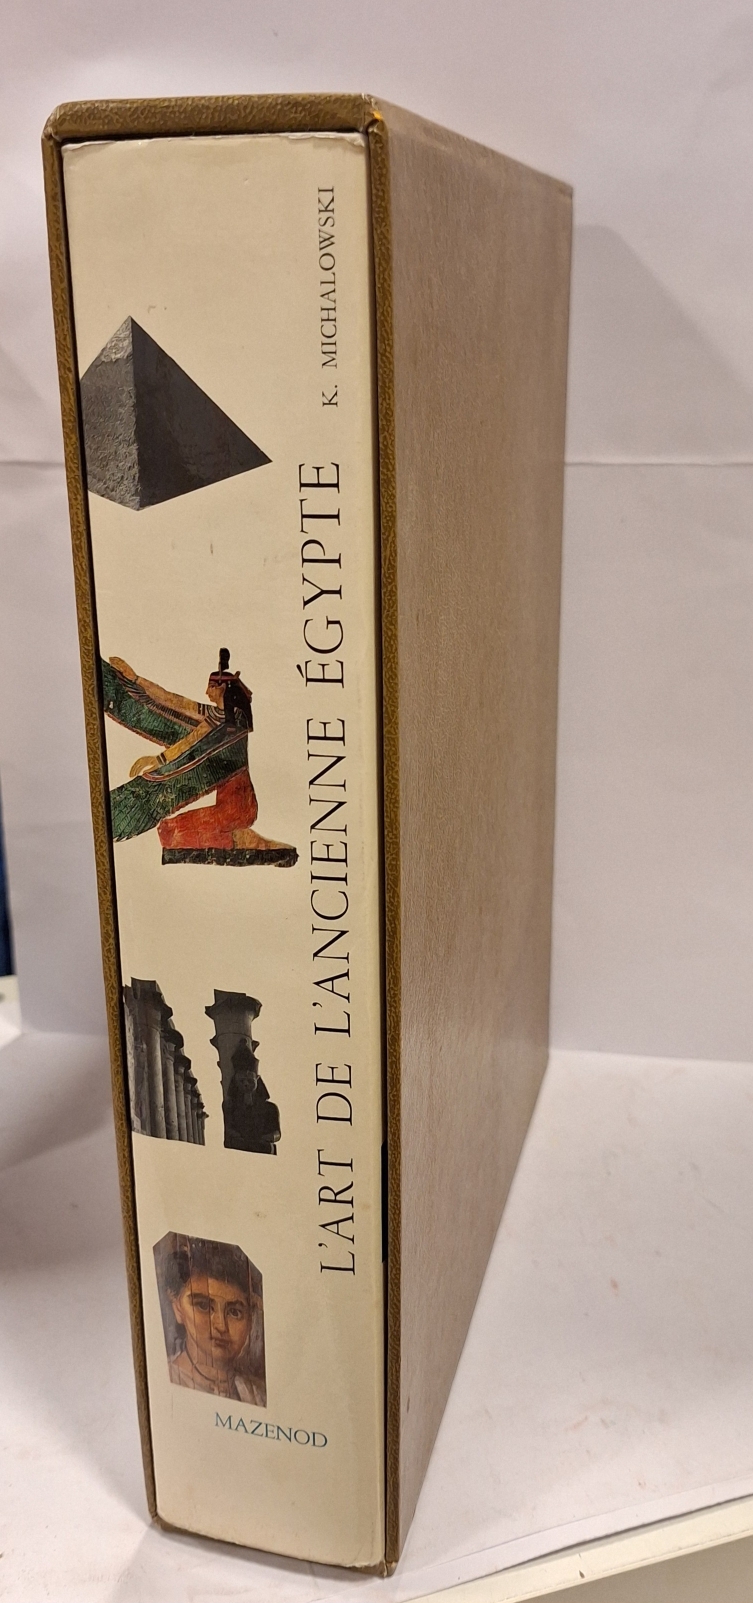 K. MICHALOWSKI
L'ART DE L'ANCIENNE ÉGYPTE
MAZENOD